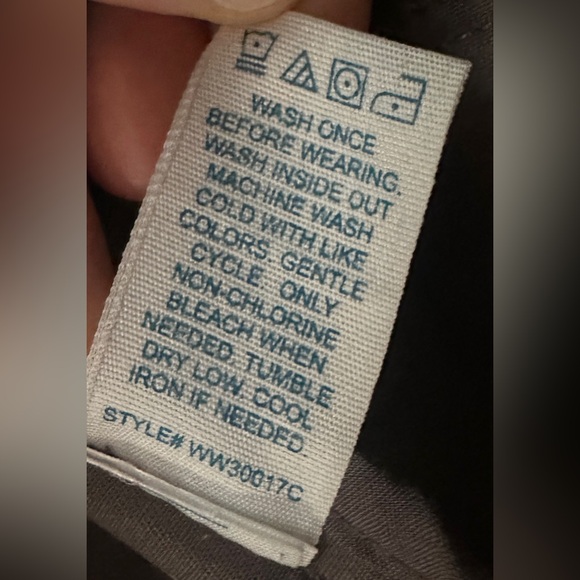 WASH ONCE
BEFORE WEARING.
WASH INSIDE OUT
MACHINE WASH
COLD WITH LIKE
COLORS. GENTLE
CYCLE ONLY
NON-CHLORINE
BLEACH WHEN
NEEDED. TUMBLE
DRY LOW. COOL
IRON IF NEEDED
STYLE# WW30017C